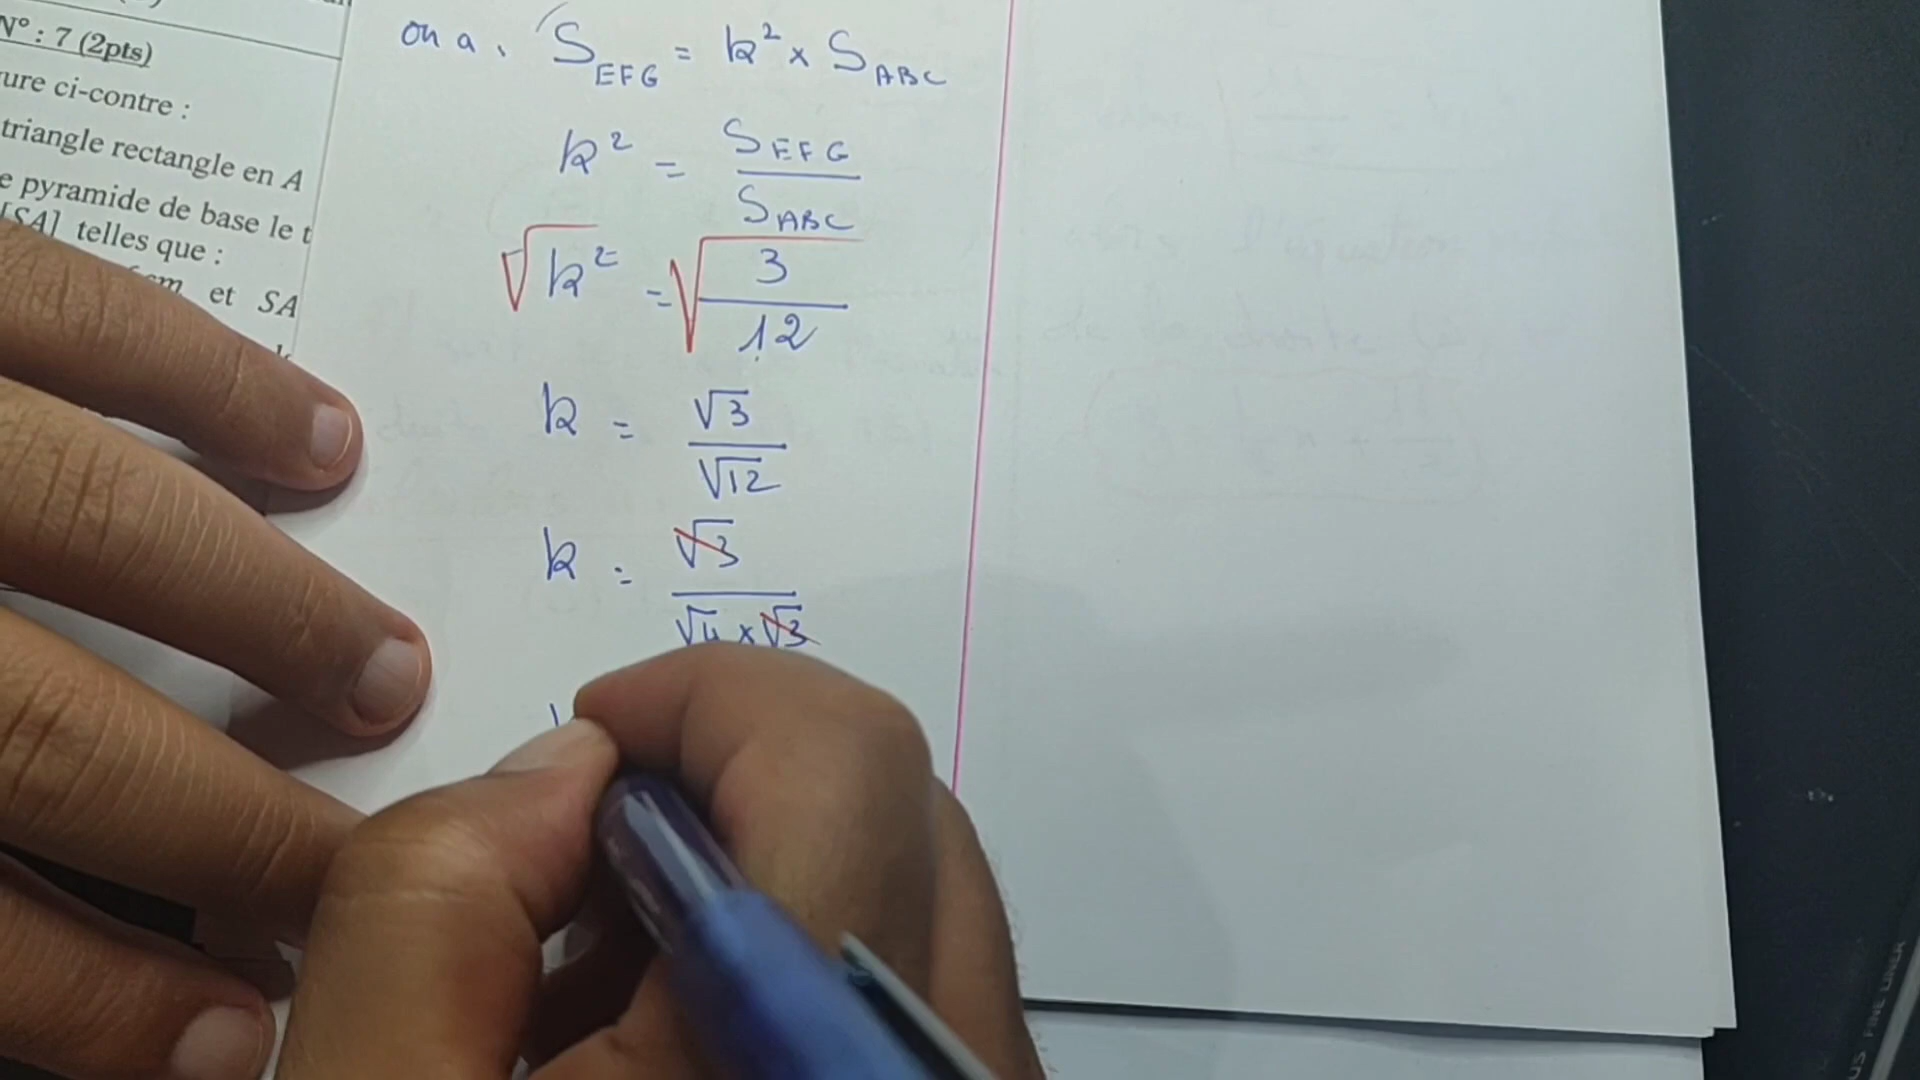 N° : 7 (2pts)
ure ci-contre :
triangle rectangle en A
e pyramide de base le t
[SA] telles que :
cm et SA
on a : S_EFG = k² × S_ABC
k² = S_EFG / S_ABC
√k² = √(3/12)
k = √3 / √12
k = √3 / √4 × √3